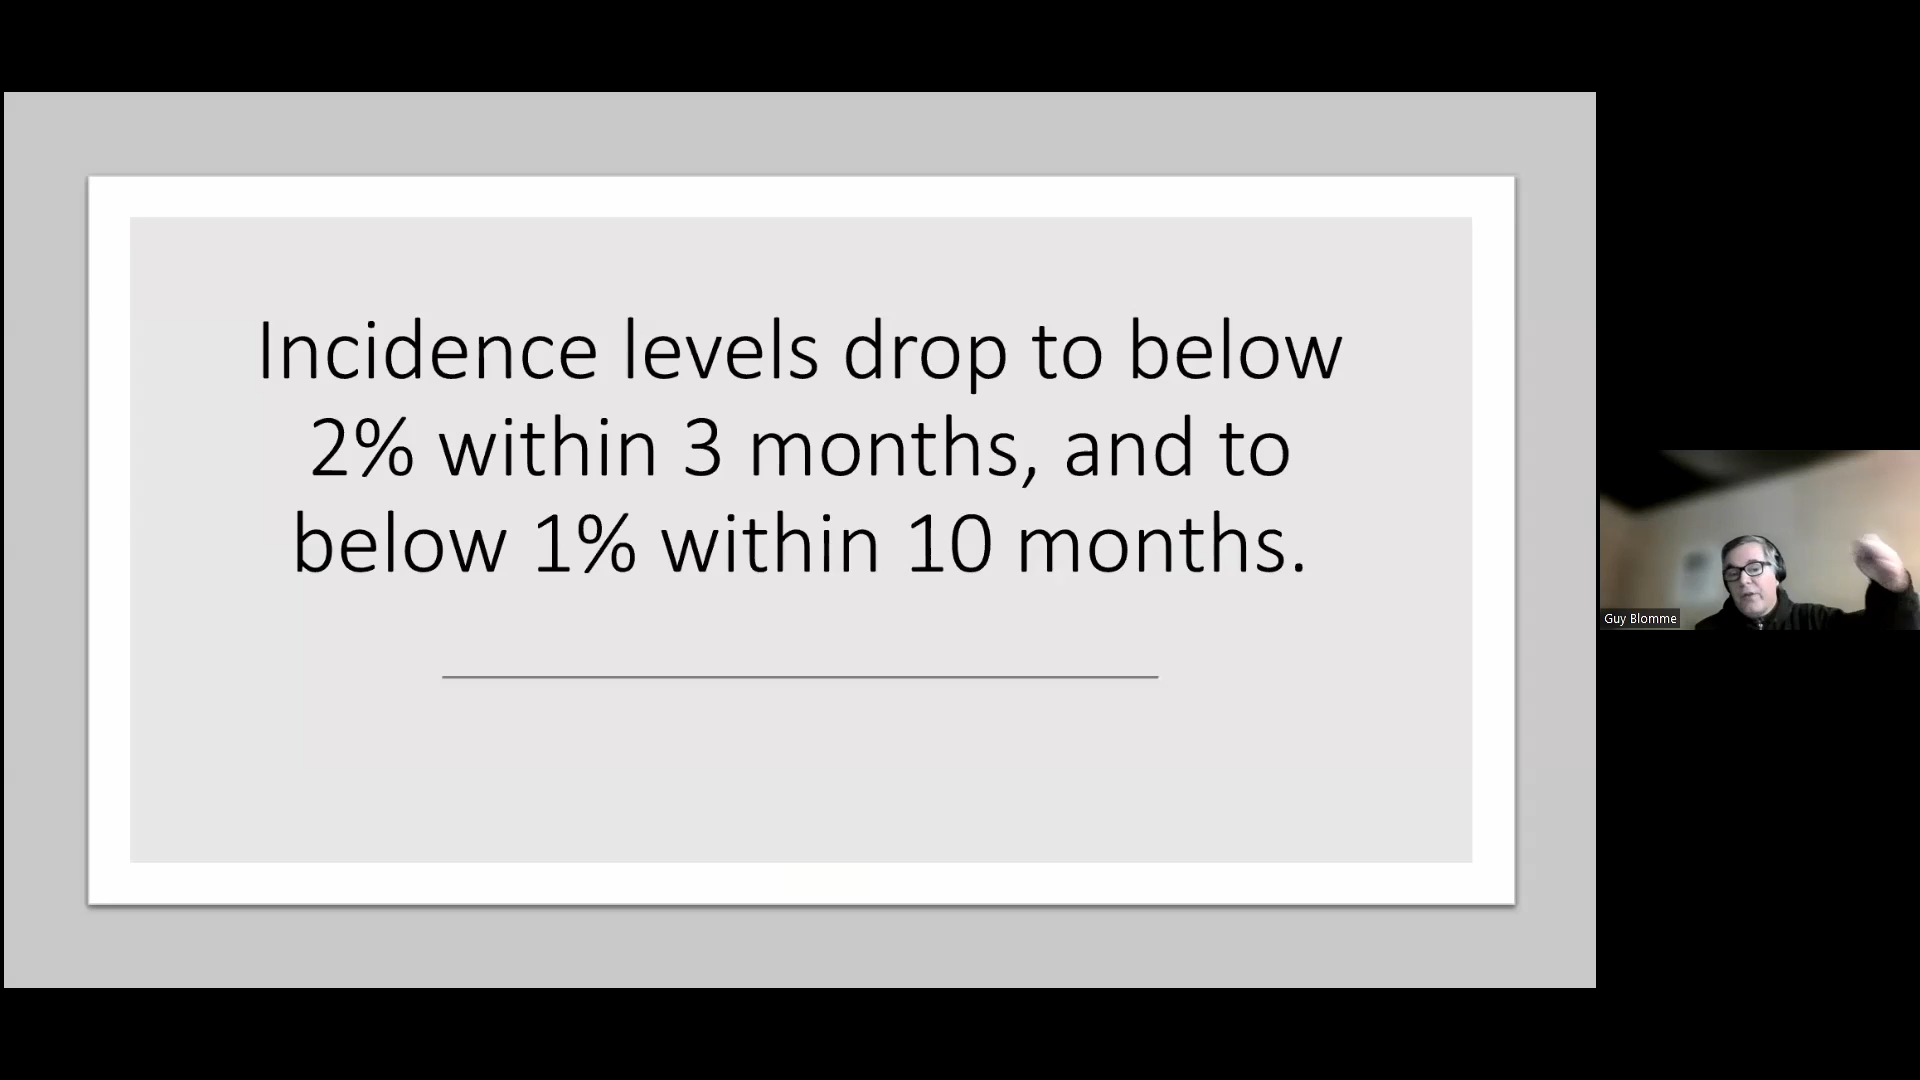 Incidence levels drop to below
2% within 3 months, and to
below 1% within 10 months.
Guy Blomme